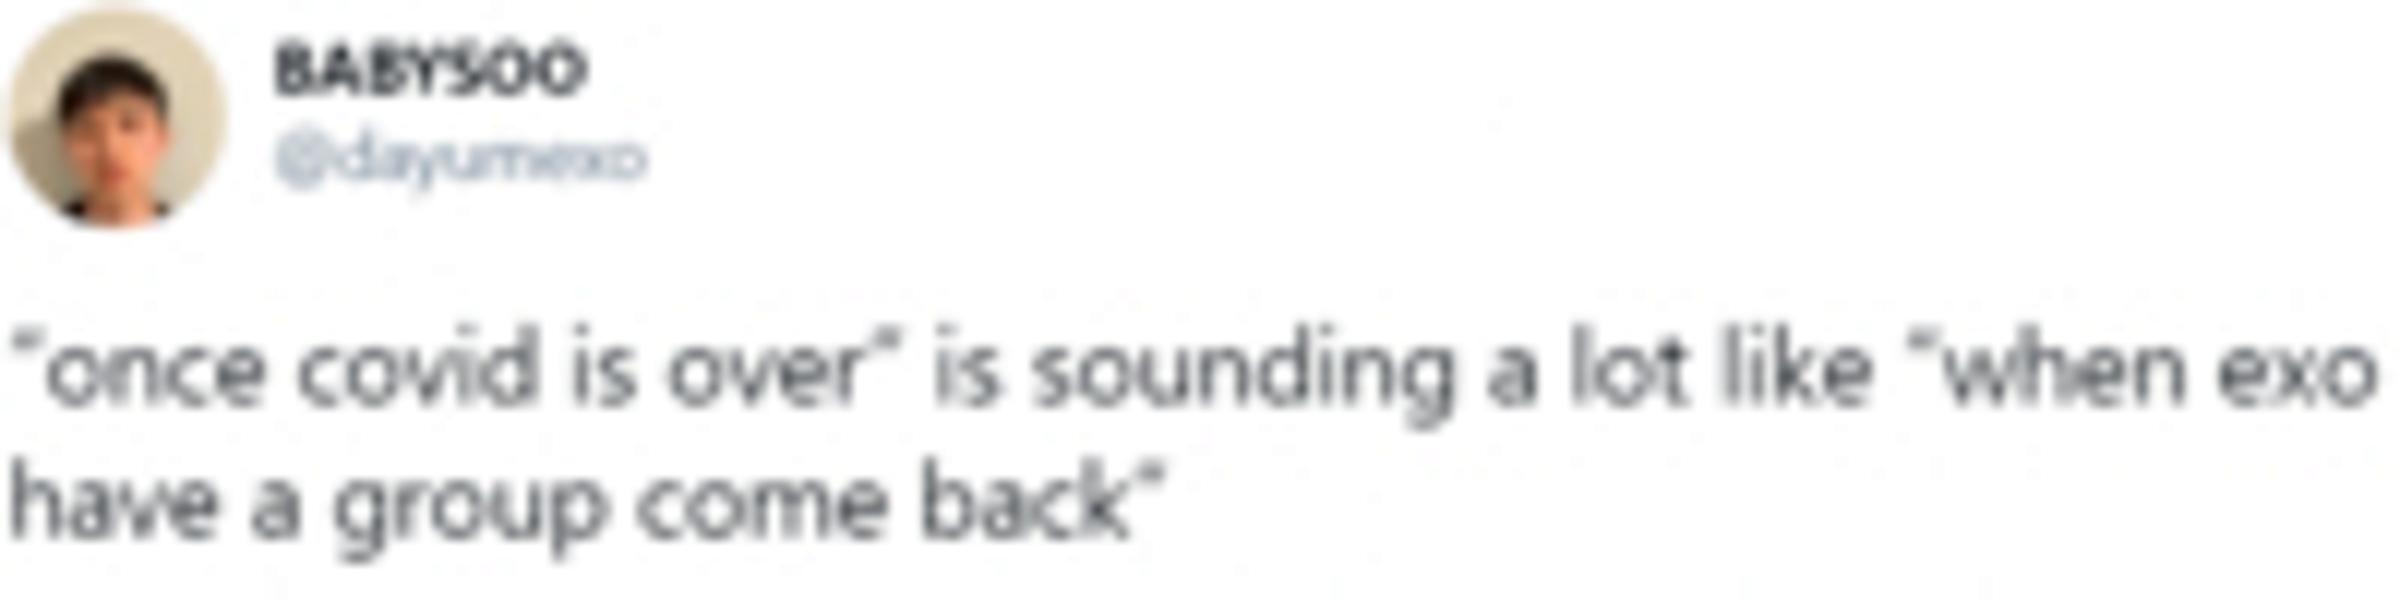 BABYSOO
@dayumexo
"once covid is over" is sounding a lot like "when exo
have a group come back"